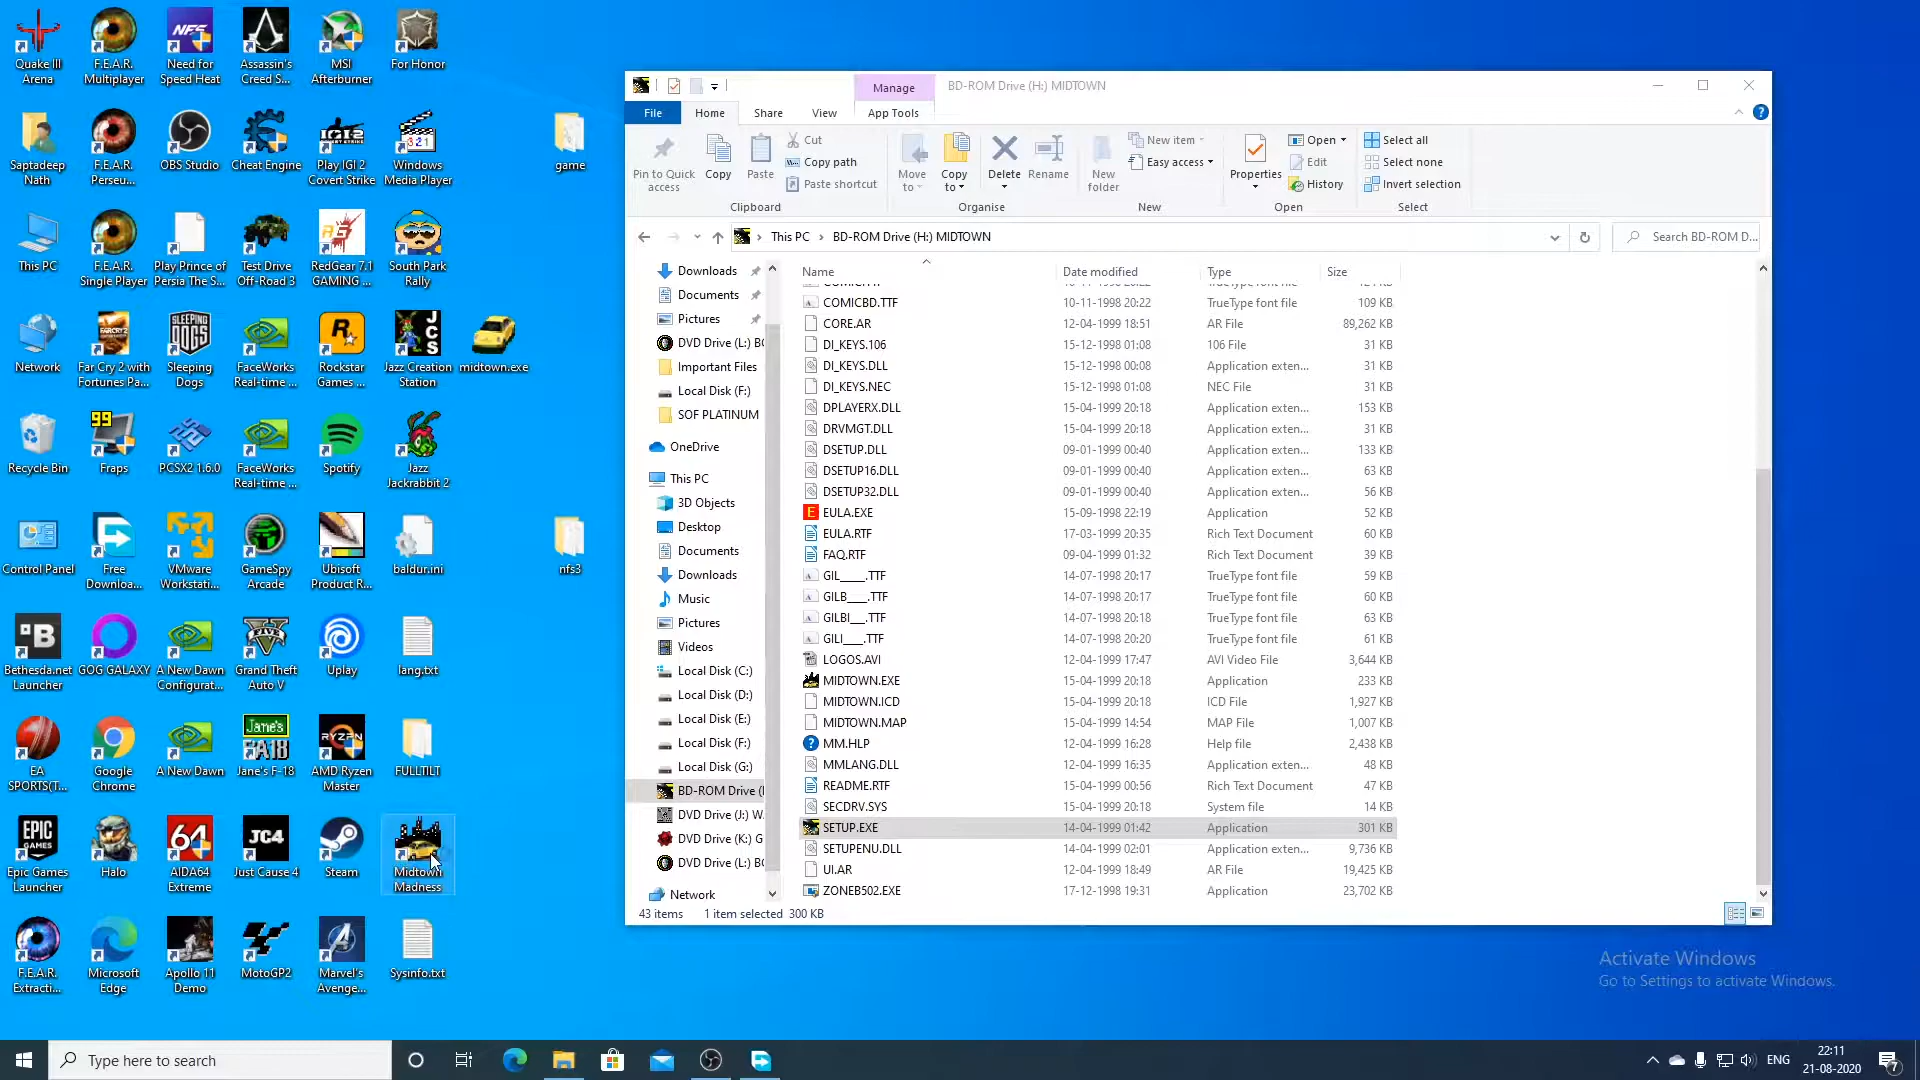 Quake III
Arena
F.E.A.R.
Multiplayer
Need for
Speed Heat
Assassin's
Creed S...
MSI
Afterburner
For Honor
Saptadeep
Nath
F.E.A.R.
Perseu...
OBS Studio
Cheat Engine
Play IGI 2
Covert Strike
Windows
Media Player
game
This PC
F.E.A.R.
Single Player
Play Prince of
Persia The S...
Test Drive
Off-Road 3
RedGear 7.1
GAMING ...
South Park
Rally
Network
Far Cry 2 with
Fortunes Pa...
Sleeping
Dogs
FaceWorks
Real-time ...
Rockstar
Games ...
Jazz Creation
Station
midtown.exe
Recycle Bin
Fraps
PCSX2 1.6.0
FaceWorks
Real-time ...
Spotify
Jazz
Jackrabbit 2
Control Panel
Free
Downloa...
VMware
Workstati...
GameSpy
Arcade
Ubisoft
Product R...
baldur.ini
nfs3
Bethesda.net
Launcher
GOG GALAXY
A New Dawn
Configurat...
Grand Theft
Auto V
Uplay
lang.txt
EA
SPORTS(T...
Google
Chrome
A New Dawn
Jane's F-18
AMD Ryzen
Master
FULLTILT
Epic Games
Launcher
Halo
AIDA64
Extreme
Just Cause 4
Steam
Midtown
Madness
F.E.A.R.
Extracti...
Microsoft
Edge
Apollo 11
Demo
MotoGP2
Marvel's
Avenge...
Sysinfo.txt
Manage
BD-ROM Drive (H:) MIDTOWN
File Home Share View App Tools
Pin to Quick
access
Copy
Paste
Cut
Copy path
Paste shortcut
Clipboard
Move
to
Copy
to
Delete
Rename
Organise
New
folder
New item
Easy access
New
Properties
Open
Edit
History
Open
Select all
Select none
Invert selection
Select
This PC > BD-ROM Drive (H:) MIDTOWN
Search BD-ROM D...
Downloads
Documents
Pictures
DVD Drive (L:) BC
Important Files
Local Disk (F:)
SOF PLATINUM
OneDrive
This PC
3D Objects
Desktop
Documents
Downloads
Music
Pictures
Videos
Local Disk (C:)
Local Disk (D:)
Local Disk (E:)
Local Disk (F:)
Local Disk (G:)
BD-ROM Drive (
DVD Drive (J:) W
DVD Drive (K:) G
DVD Drive (L:) BC
Network
Name Date modified Type Size
COMICBD.TTF 10-11-1998 20:22 TrueType font file 109 KB
CORE.AR 12-04-1999 18:51 AR File 89,262 KB
DI_KEYS.106 15-12-1998 01:08 106 File 31 KB
DI_KEYS.DLL 15-12-1998 00:08 Application exten... 31 KB
DI_KEYS.NEC 15-12-1998 01:08 NEC File 31 KB
DPLAYERX.DLL 15-04-1999 20:18 Application exten... 153 KB
DRVMGT.DLL 15-04-1999 20:18 Application exten... 31 KB
DSETUP.DLL 09-01-1999 00:40 Application exten... 133 KB
DSETUP16.DLL 09-01-1999 00:40 Application exten... 63 KB
DSETUP32.DLL 09-01-1999 00:40 Application exten... 56 KB
EULA.EXE 15-09-1998 22:19 Application 52 KB
EULA.RTF 17-03-1999 20:35 Rich Text Document 60 KB
FAQ.RTF 09-04-1999 01:32 Rich Text Document 39 KB
GIL_____.TTF 14-07-1998 20:17 TrueType font file 59 KB
GILB____.TTF 14-07-1998 20:17 TrueType font file 60 KB
GILBI___.TTF 14-07-1998 20:18 TrueType font file 63 KB
GILI____.TTF 14-07-1998 20:20 TrueType font file 61 KB
LOGOS.AVI 12-04-1999 17:47 AVI Video File 3,644 KB
MIDTOWN.EXE 15-04-1999 20:18 Application 233 KB
MIDTOWN.ICD 15-04-1999 20:18 ICD File 1,927 KB
MIDTOWN.MAP 15-04-1999 14:54 MAP File 1,007 KB
MM.HLP 12-04-1999 16:28 Help file 2,438 KB
MMLANG.DLL 12-04-1999 16:35 Application exten... 48 KB
README.RTF 15-04-1999 00:56 Rich Text Document 47 KB
SECDRV.SYS 15-04-1999 20:18 System file 14 KB
SETUP.EXE 14-04-1999 01:42 Application 301 KB
SETUPENU.DLL 14-04-1999 02:01 Application exten... 9,736 KB
UI.AR 12-04-1999 18:49 AR File 19,425 KB
ZONEB502.EXE 17-12-1998 19:31 Application 23,702 KB
43 items 1 item selected 300 KB
Activate Windows
Go to Settings to activate Windows.
Type here to search
ENG
22:11
21-08-2020
7